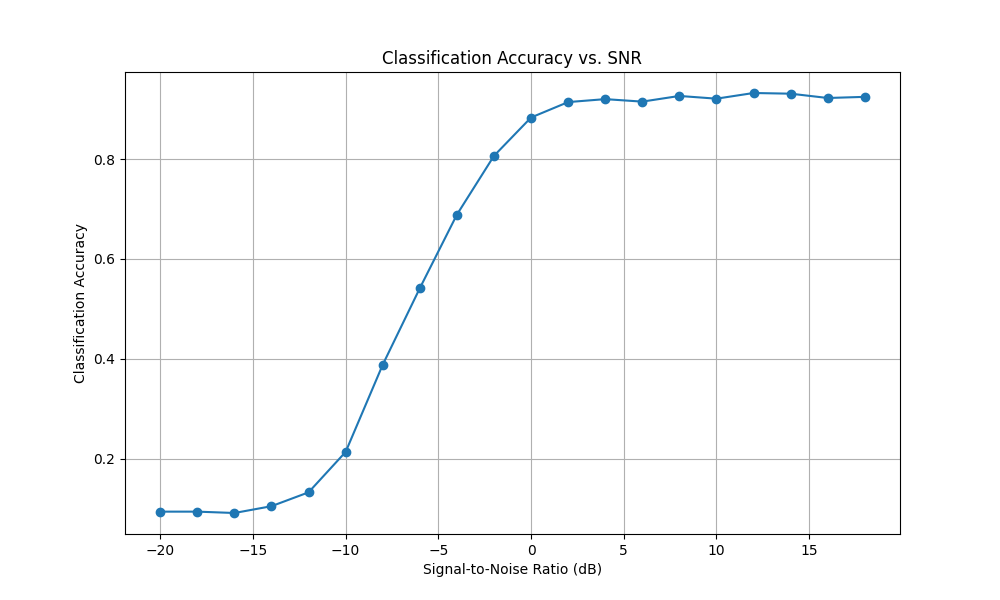 Classification Accuracy vs. SNR
Classification Accuracy
0.8
0.6
0.4
0.2
−20 −15 −10 −5 0 5 10 15
Signal-to-Noise Ratio (dB)